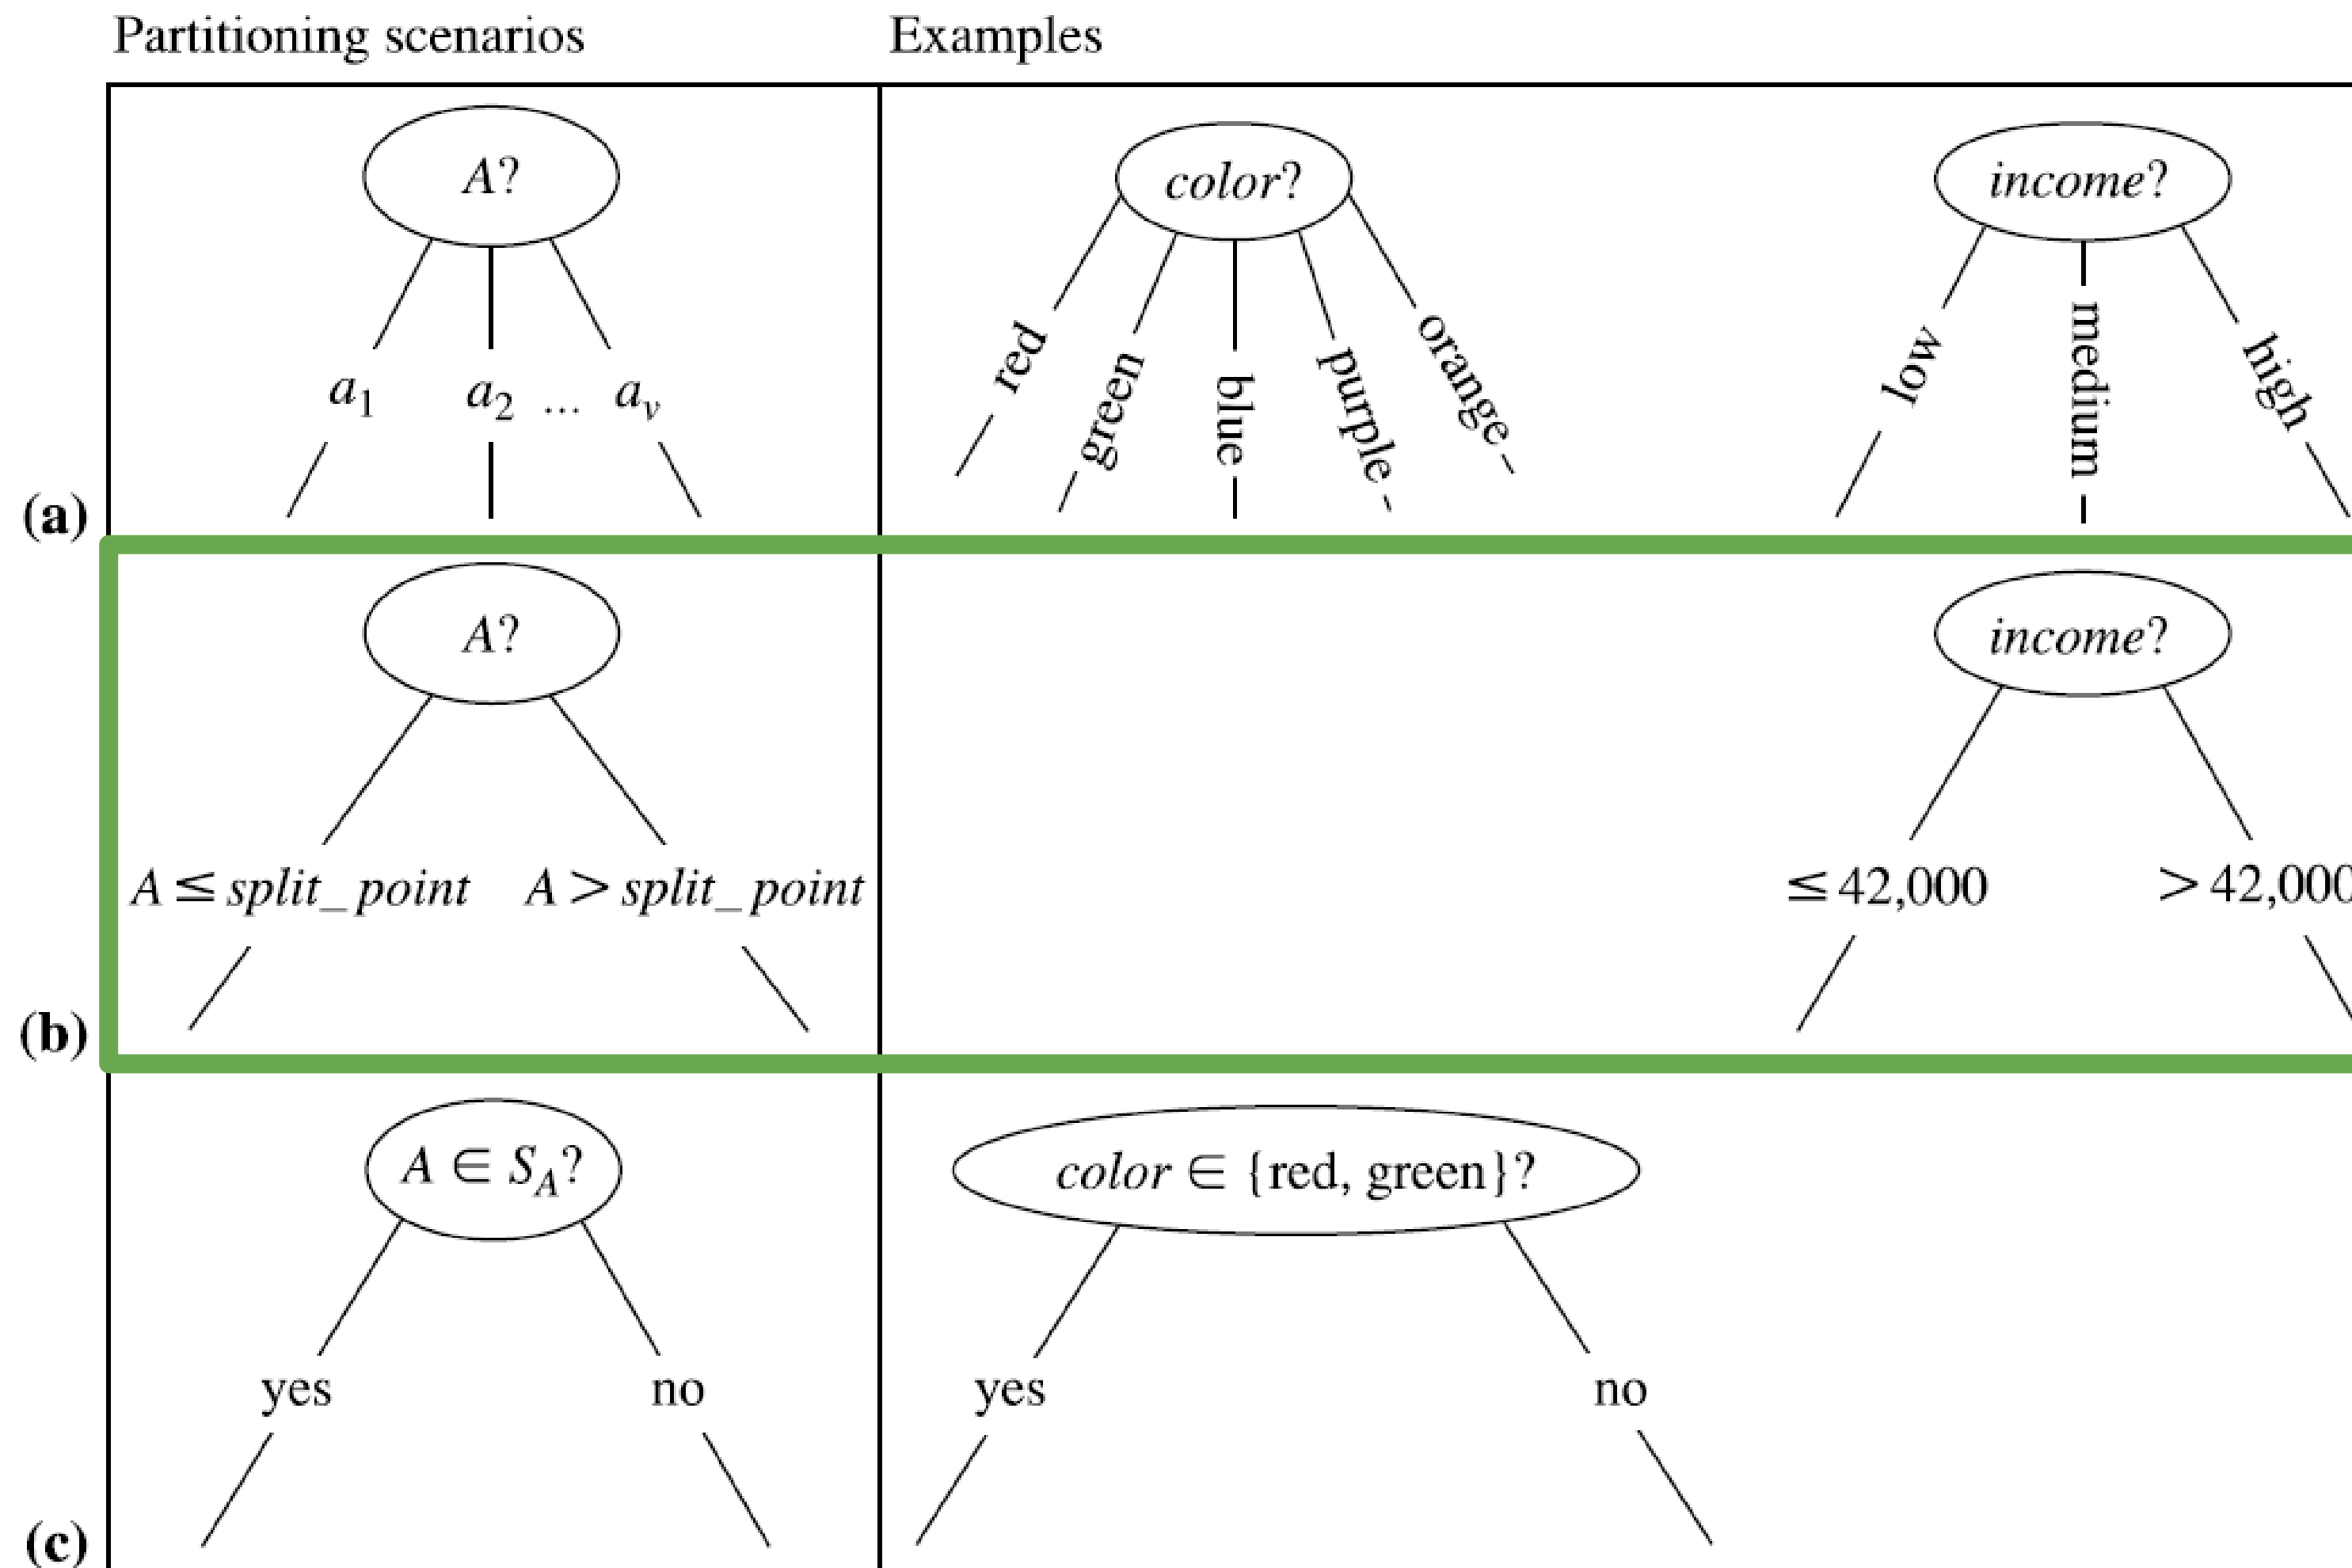 Partitioning scenarios Examples
A? color? income?
a1 a2 ... av red green blue purple orange low medium high
(a)
A? income?
A ≤ split_point A > split_point ≤ 42,000 > 42,000
(b)
A ∈ SA? color ∈ {red, green}?
yes no yes no
(c)